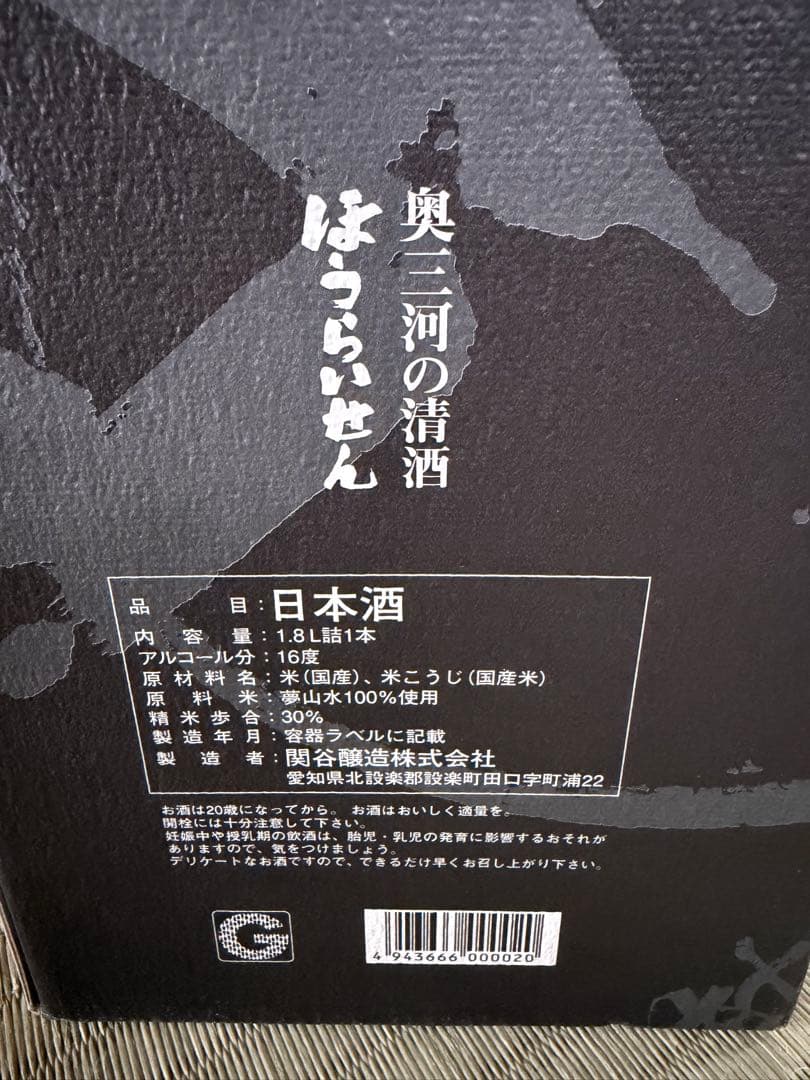 奥三河の清酒
ほうらいせん
品目：日本酒
内容量：1.8L詰1本
アルコール分：16度
原材料名：米（国産）、米こうじ（国産米）
原料米：夢山水100%使用
精米歩合：30%
製造年月：容器ラベルに記載
製造者：関谷醸造株式会社
愛知県北設楽郡設楽町田口字町浦22
お酒は20歳になってから。 お酒はおいしく適量を。
開栓には十分注意して下さい。
妊娠中や授乳期の飲酒は、胎児・乳児の発育に影響するおそれが
ありますので、気をつけましょう。
デリケートなお酒ですので、できるだけ早くお召し上がり下さい。
G
4 943666 000020